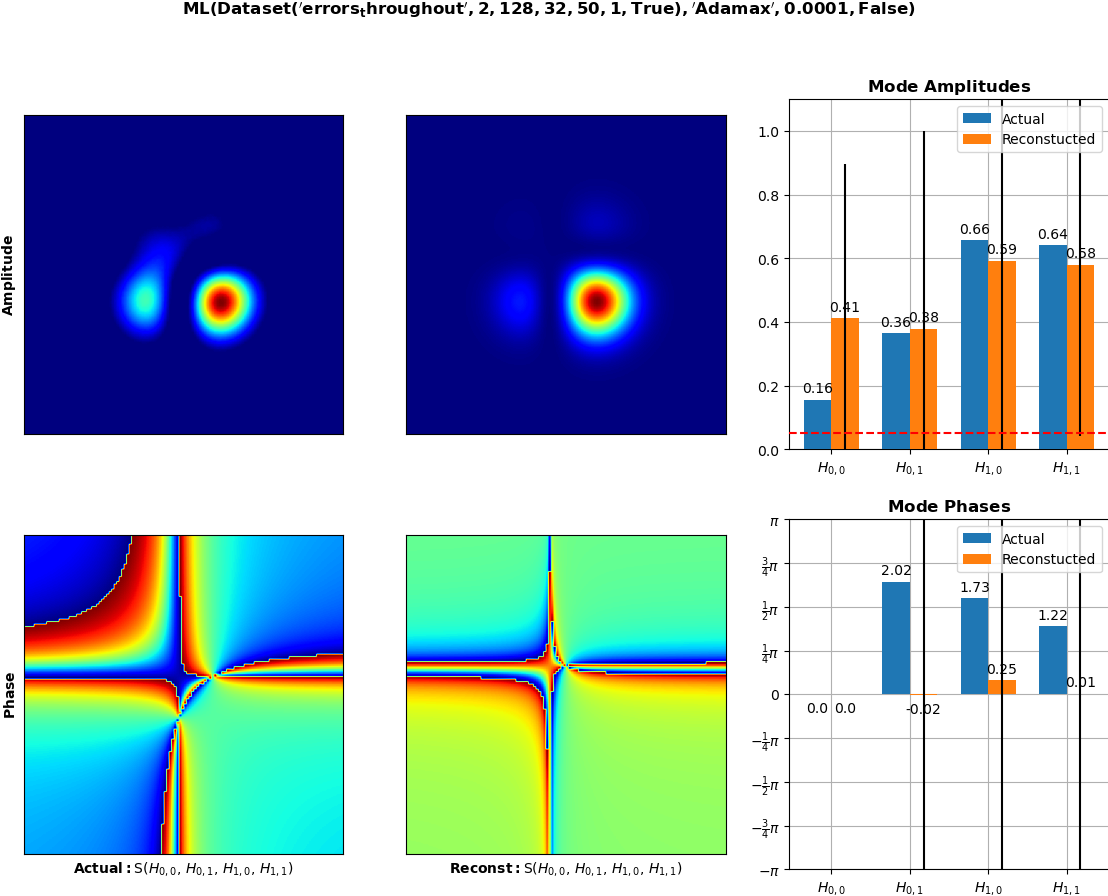 ML(Dataset('errors_throughout', 2, 128, 32, 50, 1, True), 'Adamax', 0.0001, False)
Mode Amplitudes
Amplitude
Actual
Reconstucted
1.0
0.8
0.6
0.4
0.2
0.0
0.16
0.41
0.36
0.38
0.66
0.59
0.64
0.58
H0,0
H0,1
H1,0
H1,1
Mode Phases
Phase
Actual
Reconstucted
π
3/4π
1/2π
1/4π
0
−1/4π
−1/2π
−3/4π
−π
0.0
0.0
2.02
-0.02
1.73
0.25
1.22
0.01
H0,0
H0,1
H1,0
H1,1
Actual: S(H0,0, H0,1, H1,0, H1,1)
Reconst: S(H0,0, H0,1, H1,0, H1,1)